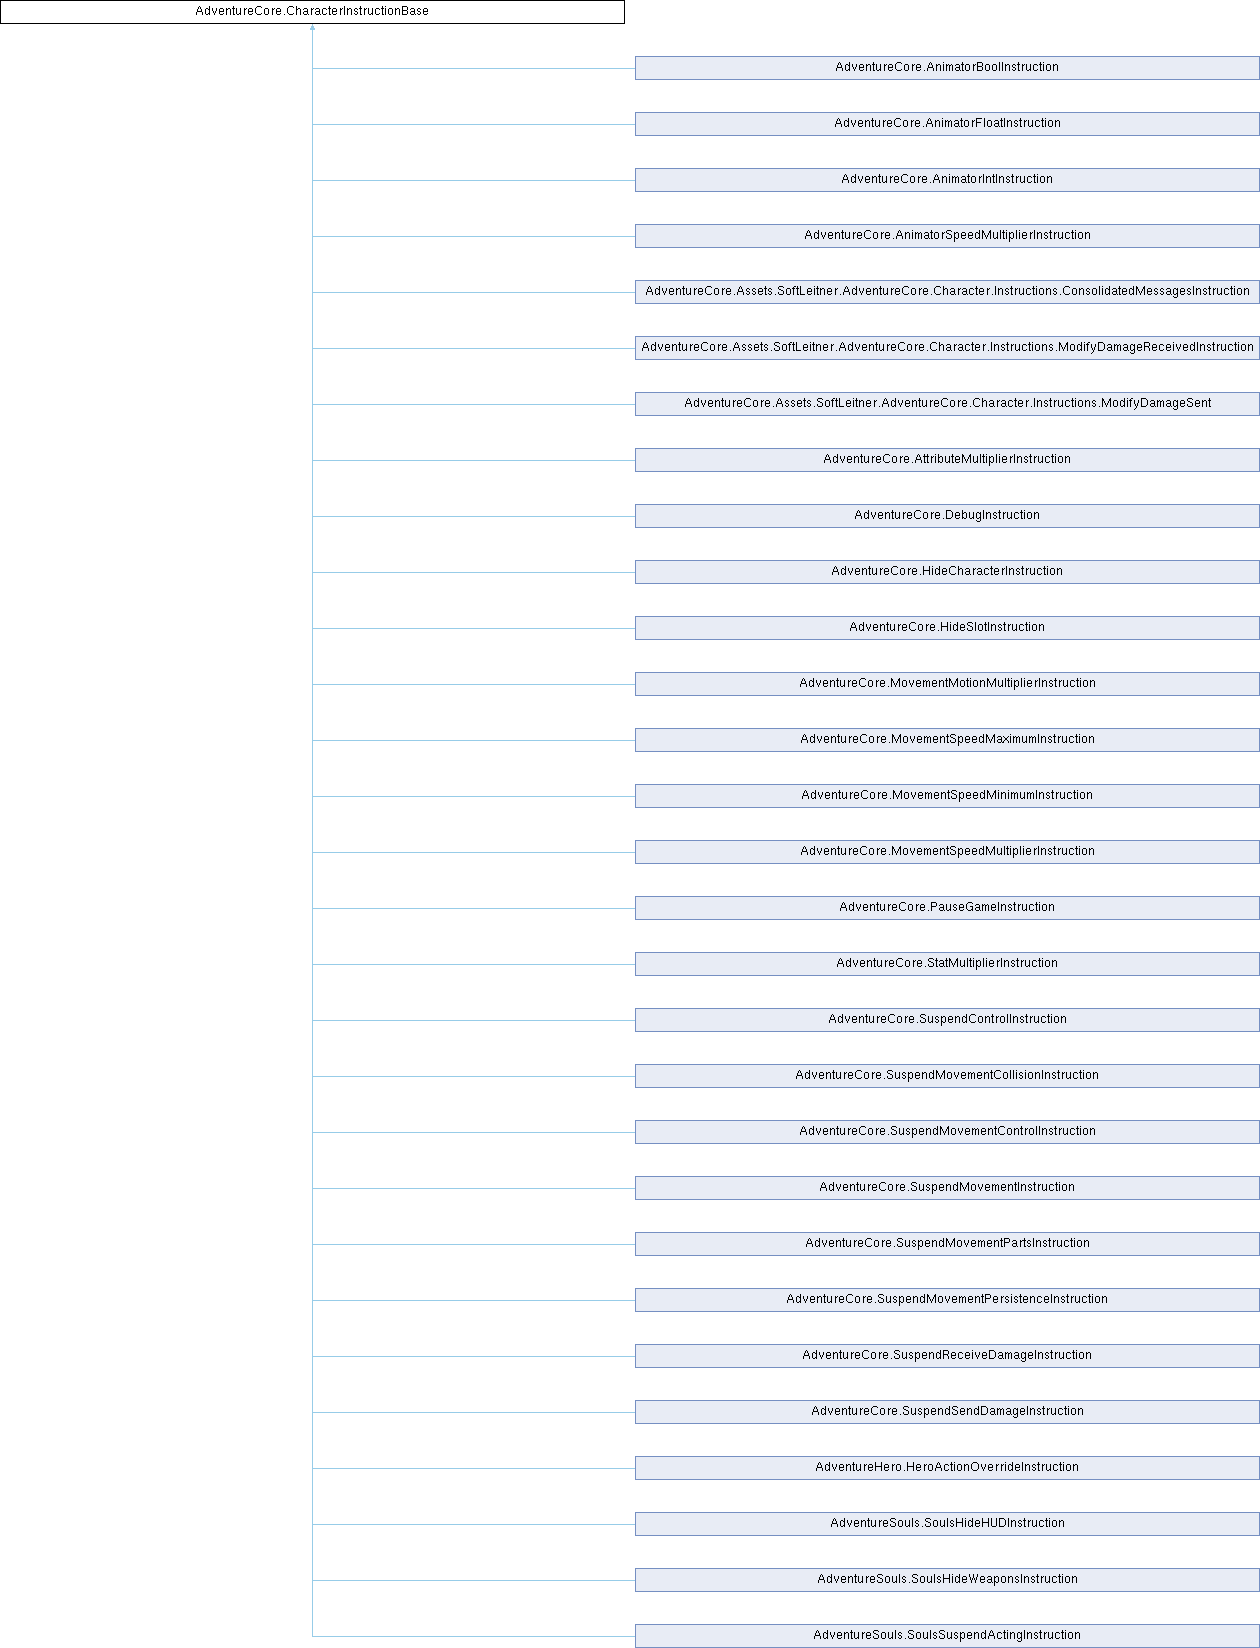 AdventureCore.CharacterInstructionBase
AdventureCore.AnimatorBoolInstruction
AdventureCore.AnimatorFloatInstruction
AdventureCore.AnimatorIntInstruction
AdventureCore.AnimatorSpeedMultiplierInstruction
AdventureCore.Assets.SoftLeitner.AdventureCore.Character.Instructions.ConsolidatedMessagesInstruction
AdventureCore.Assets.SoftLeitner.AdventureCore.Character.Instructions.ModifyDamageReceivedInstruction
AdventureCore.Assets.SoftLeitner.AdventureCore.Character.Instructions.ModifyDamageSent
AdventureCore.AttributeMultiplierInstruction
AdventureCore.DebugInstruction
AdventureCore.HideCharacterInstruction
AdventureCore.HideSlotInstruction
AdventureCore.MovementMotionMultiplierInstruction
AdventureCore.MovementSpeedMaximumInstruction
AdventureCore.MovementSpeedMinimumInstruction
AdventureCore.MovementSpeedMultiplierInstruction
AdventureCore.PauseGameInstruction
AdventureCore.StatMultiplierInstruction
AdventureCore.SuspendControlInstruction
AdventureCore.SuspendMovementCollisionInstruction
AdventureCore.SuspendMovementControlInstruction
AdventureCore.SuspendMovementInstruction
AdventureCore.SuspendMovementPartsInstruction
AdventureCore.SuspendMovementPersistenceInstruction
AdventureCore.SuspendReceiveDamageInstruction
AdventureCore.SuspendSendDamageInstruction
AdventureHero.HeroActionOverrideInstruction
AdventureSouls.SoulsHideHUDInstruction
AdventureSouls.SoulsHideWeaponsInstruction
AdventureSouls.SoulsSuspendActingInstruction